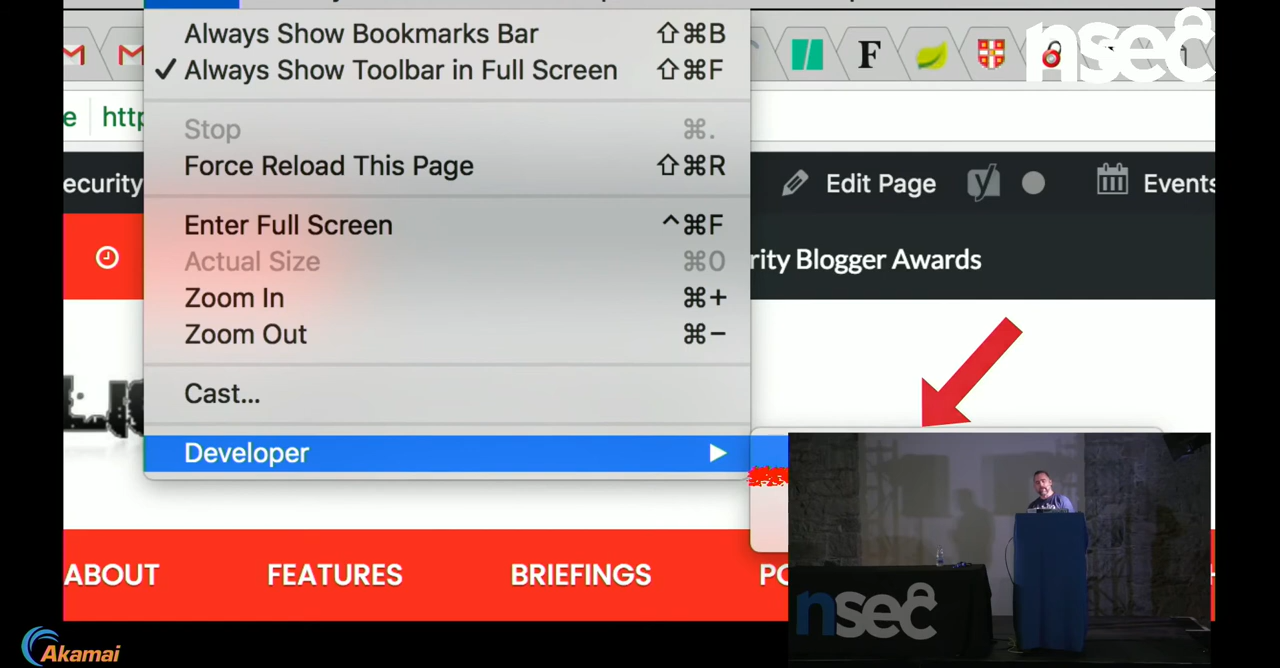 Always Show Bookmarks Bar ⇧⌘B
✓ Always Show Toolbar in Full Screen ⇧⌘F
F
nsec
e http
Stop ⌘.
Force Reload This Page ⇧⌘R
ecurity
Edit Page
Events
Enter Full Screen ^⌘F
Actual Size ⌘0
rity Blogger Awards
Zoom In ⌘+
Zoom Out ⌘−
Cast...
Developer
ABOUT FEATURES BRIEFINGS PO
nsec
Akamai